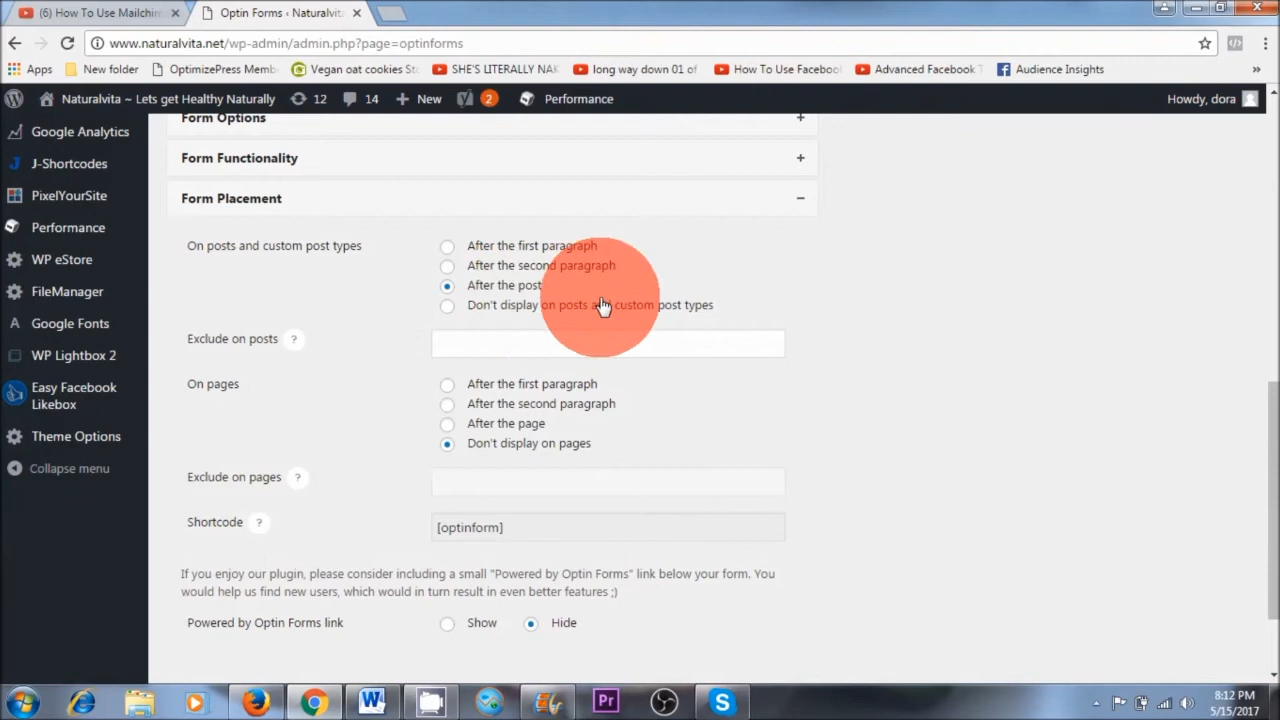 (6) How To Use Mailchim
Optin Forms ‹ Naturalvita
www.naturalvita.net/wp-admin/admin.php?page=optinforms
Apps
New folder
OptimizePress Memb
Vegan oat cookies St
SHE'S LITERALLY NAK
long way down 01 of
How To Use Facebook
Advanced Facebook T
Audience Insights
»
Naturalvita ~ Lets get Healthy Naturally
12
14
New
2
Performance
Howdy, dora
Google Analytics
J-Shortcodes
PixelYourSite
Performance
WP eStore
FileManager
Google Fonts
WP Lightbox 2
Easy Facebook
Likebox
Theme Options
Collapse menu
Form Options +
Form Functionality +
Form Placement −
On posts and custom post types
After the first paragraph
After the second paragraph
After the post
Don't display on posts and custom post types
Exclude on posts ?
On pages
After the first paragraph
After the second paragraph
After the page
Don't display on pages
Exclude on pages ?
Shortcode ? [optinform]
If you enjoy our plugin, please consider including a small "Powered by Optin Forms" link below your form. You
would help us find new users, which would in turn result in even better features ;)
Powered by Optin Forms link Show Hide
W
Pr
S
8:12 PM
5/15/2017